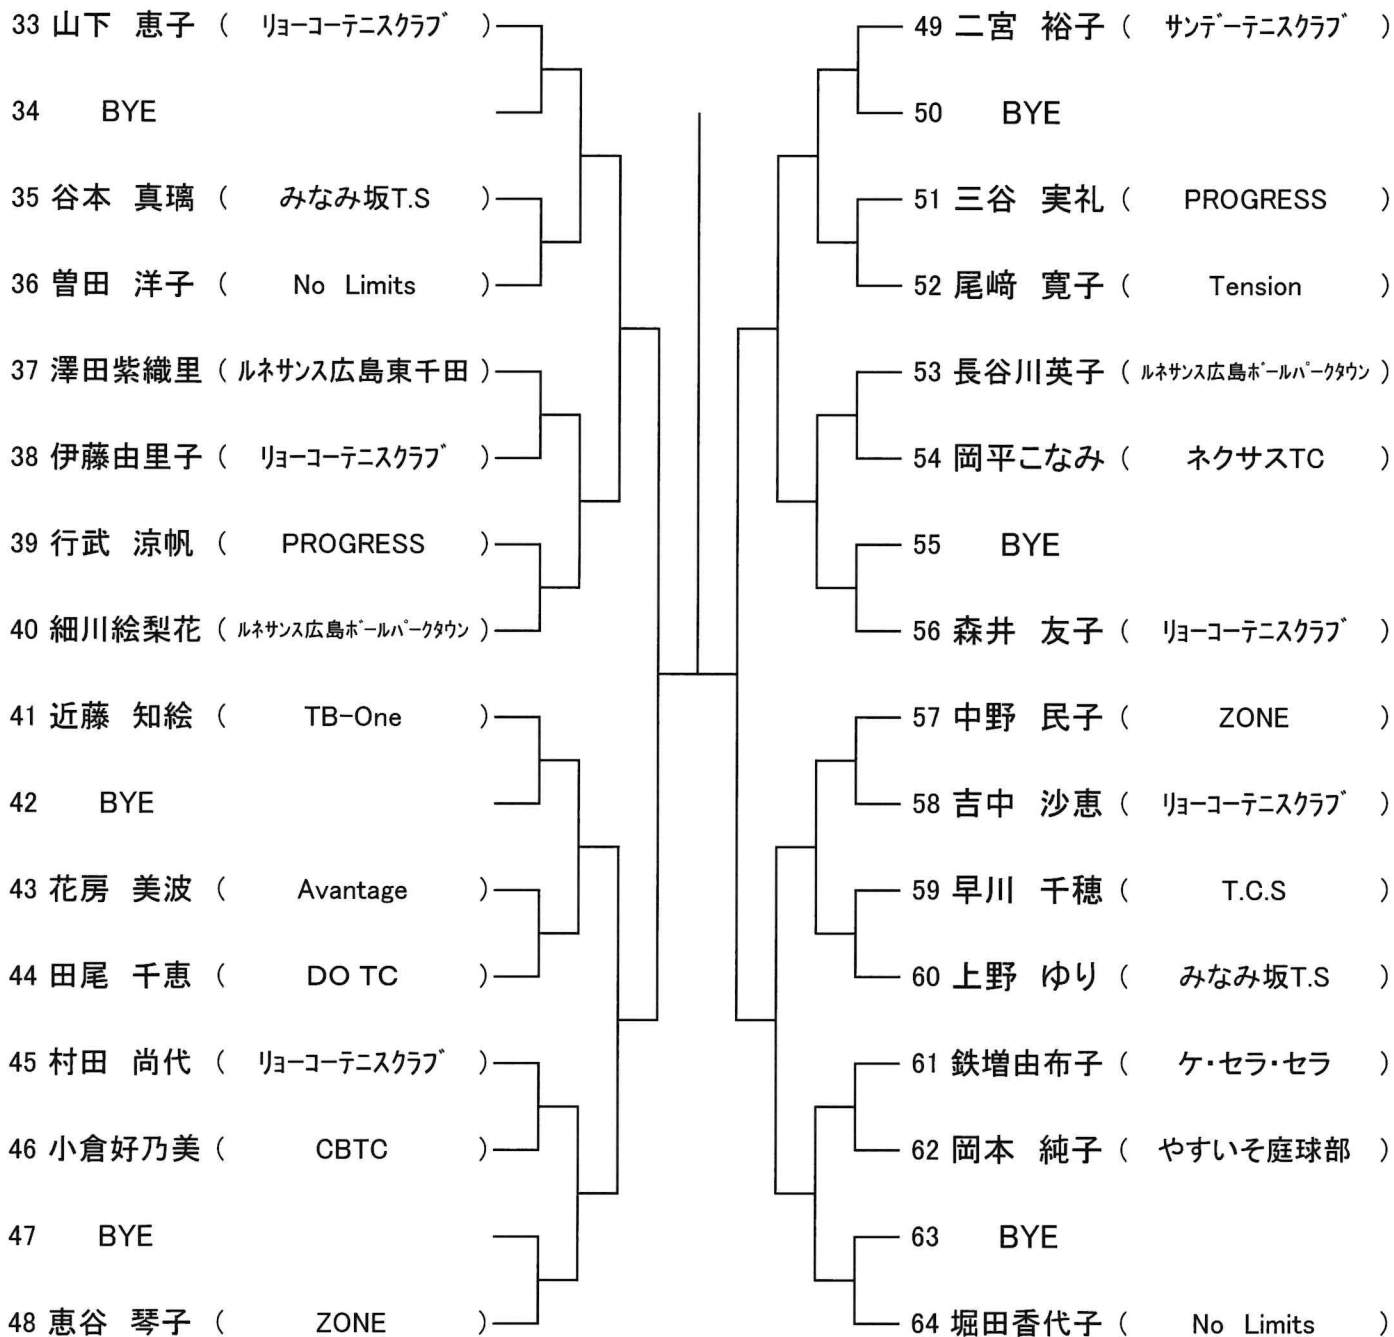 33 山下 恵子 ( リョーコーテニスクラブ )
34 BYE
35 谷本 真璃 ( みなみ坂T.S )
36 曽田 洋子 ( No Limits )
37 澤田紫織里 ( ルネサンス広島東千田 )
38 伊藤由里子 ( リョーコーテニスクラブ )
39 行武 涼帆 ( PROGRESS )
40 細川絵梨花 ( ルネサンス広島ボールパークタウン )
41 近藤 知絵 ( TB-One )
42 BYE
43 花房 美波 ( Avantage )
44 田尾 千恵 ( DO TC )
45 村田 尚代 ( リョーコーテニスクラブ )
46 小倉好乃美 ( CBTC )
47 BYE
48 恵谷 琴子 ( ZONE )
49 二宮 裕子 ( サンデーテニスクラブ )
50 BYE
51 三谷 実礼 ( PROGRESS )
52 尾﨑 寛子 ( Tension )
53 長谷川英子 ( ルネサンス広島ボールパークタウン )
54 岡平こなみ ( ネクサスTC )
55 BYE
56 森井 友子 ( リョーコーテニスクラブ )
57 中野 民子 ( ZONE )
58 吉中 沙恵 ( リョーコーテニスクラブ )
59 早川 千穂 ( T.C.S )
60 上野 ゆり ( みなみ坂T.S )
61 鉄増由布子 ( ケ・セラ・セラ )
62 岡本 純子 ( やすいそ庭球部 )
63 BYE
64 堀田香代子 ( No Limits )